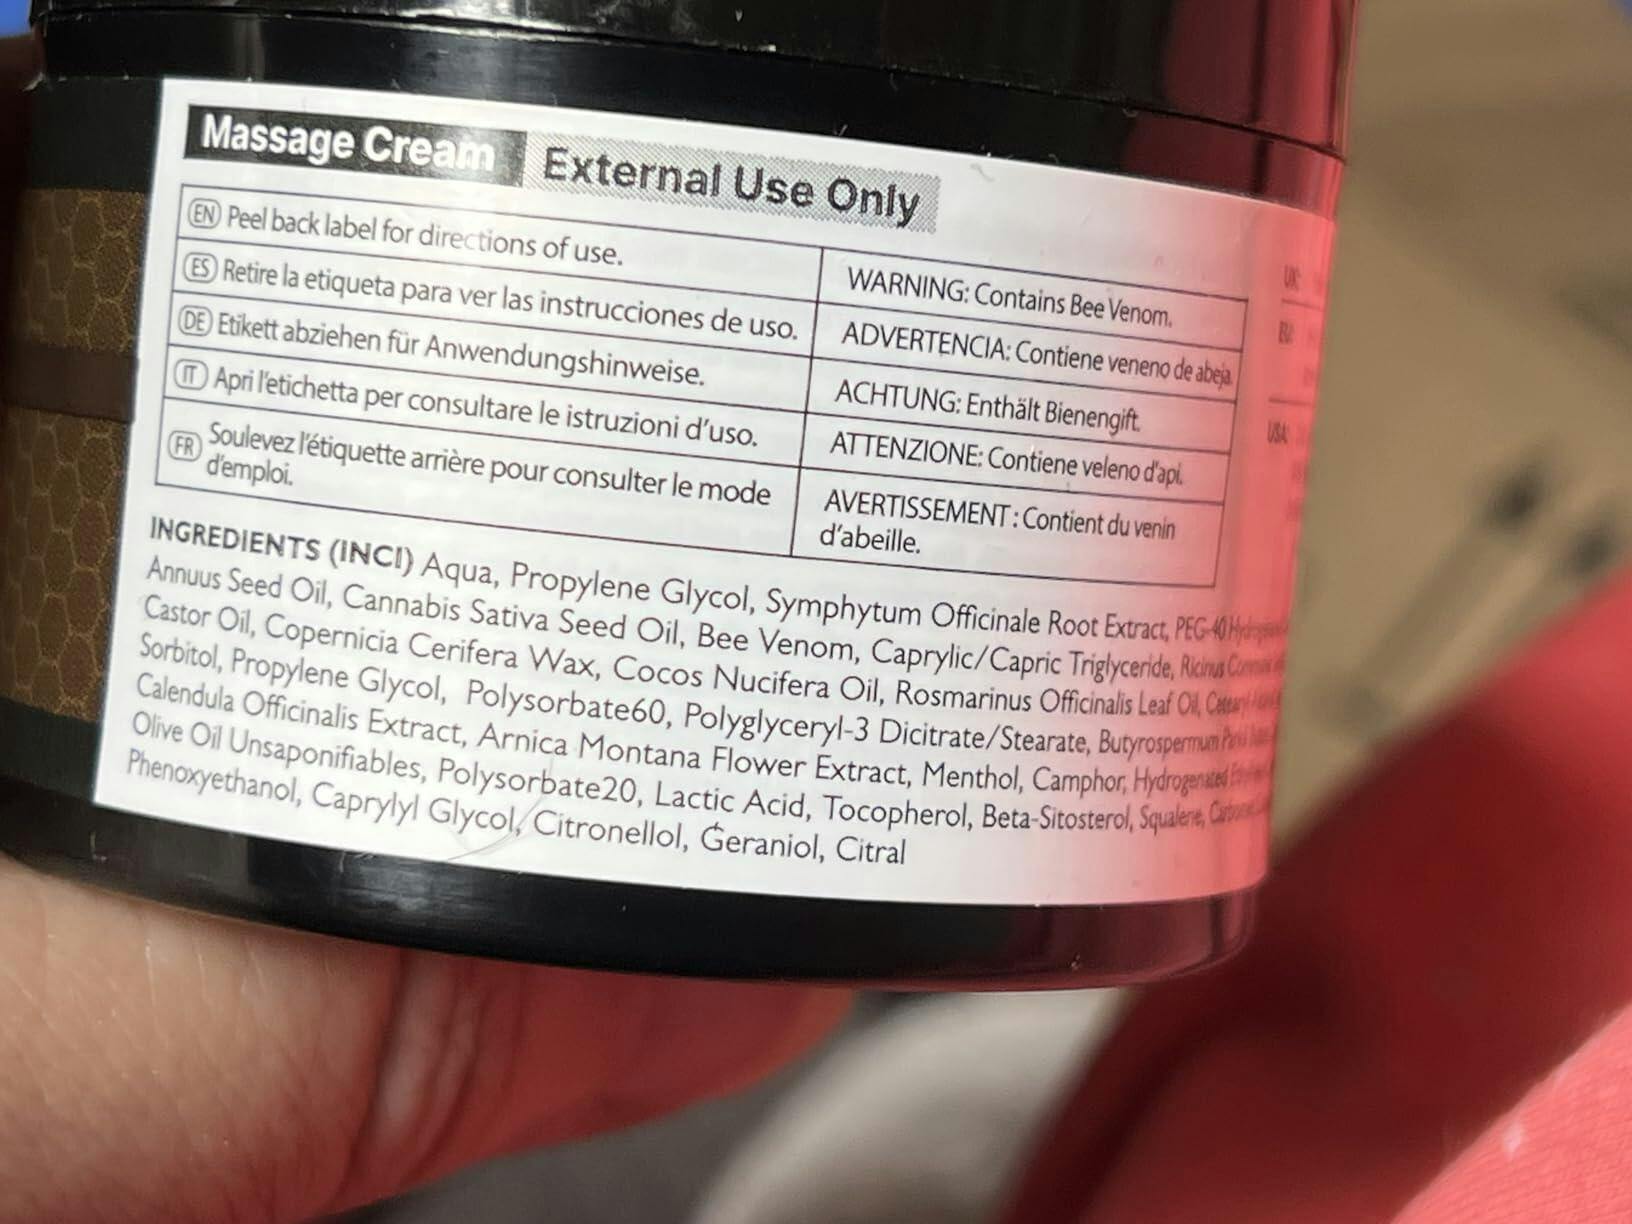 Massage Cream External Use Only
EN Peel back label for directions of use.
WARNING: Contains Bee Venom.
ES Retire la etiqueta para ver las instrucciones de uso.
ADVERTENCIA: Contiene veneno de abeja.
DE Etikett abziehen für Anwendungshinweise.
ACHTUNG: Enthält Bienengift.
IT Apri l'etichetta per consultare le istruzioni d'uso.
ATTENZIONE: Contiene veleno d'api.
FR Soulevez l'étiquette arrière pour consulter le mode
d'emploi.
AVERTISSEMENT : Contient du venin
d'abeille.
UK:
EU:
USA:
INGREDIENTS (INCI) Aqua, Propylene Glycol, Symphytum Officinale Root Extract, PEG-40
Annuus Seed Oil, Cannabis Sativa Seed Oil, Bee Venom, Caprylic/Capric Triglyceride, Ricinus
Castor Oil, Copernicia Cerifera Wax, Cocos Nucifera Oil, Rosmarinus Officinalis Leaf Oil,
Sorbitol, Propylene Glycol, Polysorbate60, Polyglyceryl-3 Dicitrate/Stearate, Butyrospermum
Calendula Officinalis Extract, Arnica Montana Flower Extract, Menthol, Camphor, Hydrogenated
Olive Oil Unsaponifiables, Polysorbate20, Lactic Acid, Tocopherol, Beta-Sitosterol, Squalene,
Phenoxyethanol, Caprylyl Glycol, Citronellol, Geraniol, Citral